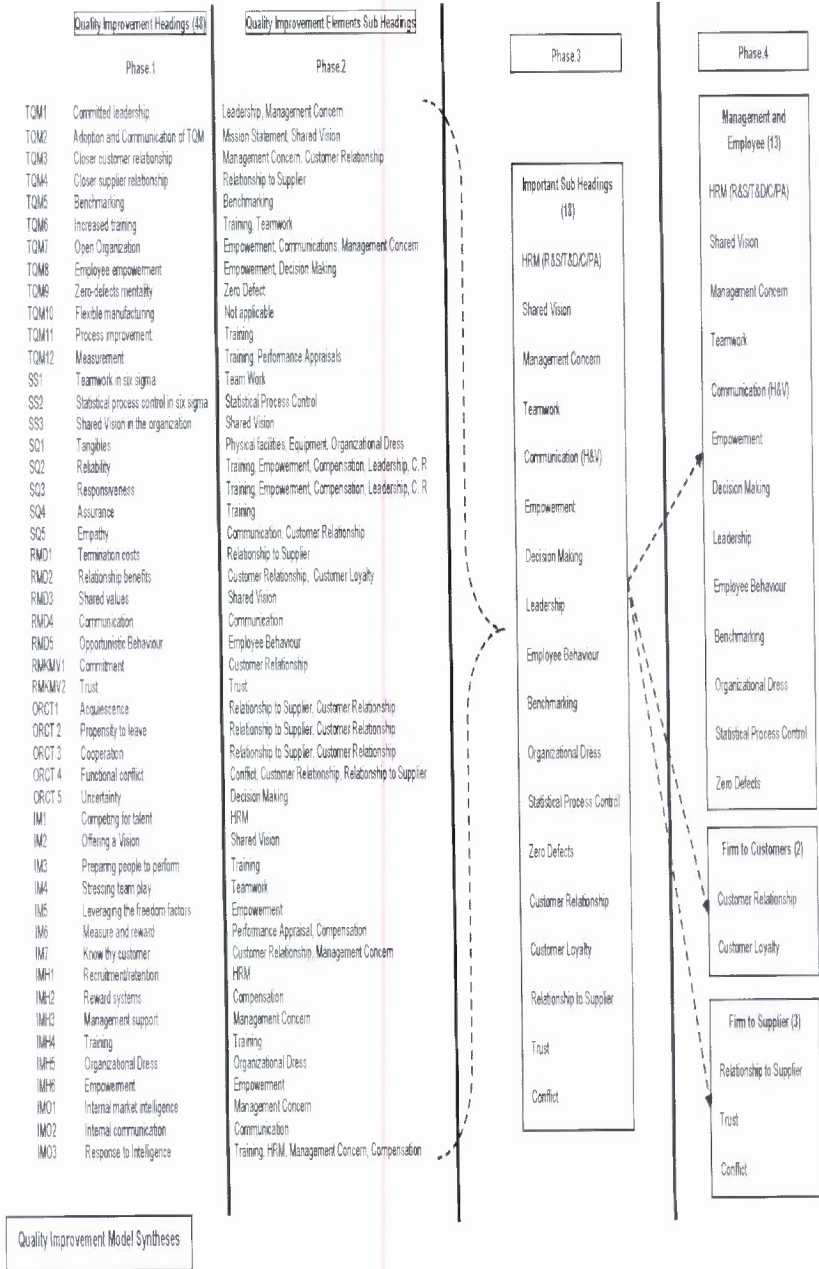 Quality Improvement Headings (48)
Quality Improvement Elements Sub Headings
Phase.1
Phase.2
TQM1 Committed leadership Leadership, Management Concern
TQM2 Adoption and Communication of TQM Mission Statement, Shared Vision
TQM3 Closer customer relationship Management Concern, Customer Relationship
TQM4 Closer supplier relationship Relationship to Supplier
TQM5 Benchmarking Benchmarking
TQM6 Increased training Training, Teamwork
TQM7 Open Organization Empowerment, Communications, Management Concern
TQM8 Employee empowerment Empowerment, Decision Making
TQM9 Zero-defects mentality Zero Defect
TQM10 Flexible manufacturing Not applicable
TQM11 Process improvement Training
TQM12 Measurement Training, Performance Appraisals
SS1 Teamwork in six sigma Team Work
SS2 Statistical process control in six sigma Statistical Process Control
SS3 Shared Vision in the organization Shared Vision
SQ1 Tangibles Physical facilities, Equipment, Organizational Dress
SQ2 Reliability Training, Empowerment, Compensation, Leadership, C. R
SQ3 Responsiveness Training, Empowerment, Compensation, Leadership, C. R
SQ4 Assurance Training
SQ5 Empathy Communication, Customer Relationship
RMD1 Termination costs Relationship to Supplier
RMD2 Relationship benefits Customer Relationship, Customer Loyalty
RMD3 Shared values Shared Vision
RMD4 Communication Communication
RMD5 Opportunistic Behaviour Employee Behaviour
RMKMV1 Commitment Customer Relationship
RMKMV2 Trust Trust
ORCT1 Acquiescence Relationship to Supplier, Customer Relationship
ORCT 2 Propensity to leave Relationship to Supplier, Customer Relationship
ORCT 3 Cooperation Relationship to Supplier, Customer Relationship
ORCT 4 Functional conflict Conflict, Customer Relationship, Relationship to Supplier
ORCT 5 Uncertainty Decision Making
IM1 Competing for talent HRM
IM2 Offering a Vision Shared Vision
IM3 Preparing people to perform Training
IM4 Stressing team play Teamwork
IM5 Leveraging the freedom factors Empowerment
IM6 Measure and reward Performance Appraisal, Compensation
IM7 Know thy customer Customer Relationship, Management Concern
IMH1 Recruitment/retention HRM
IMH2 Reward systems Compensation
IMH3 Management support Management Concern
IMH4 Training Training
IMH5 Organizational Dress Organizational Dress
IMH6 Empowerment Empowerment
IMO1 Internal market intelligence Management Concern
IMO2 Internal communication Communication
IMO3 Response to Intelligence Training, HRM, Management Concern, Compensation
Phase.3
Important Sub Headings
(18)
HRM (R&S/T&D/C/PA)
Shared Vision
Management Concern
Teamwork
Communication (H&V)
Empowerment
Decision Making
Leadership
Employee Behaviour
Benchmarking
Organizational Dress
Statistical Process Control
Zero Defects
Customer Relationship
Customer Loyalty
Relationship to Supplier
Trust
Conflict
Phase.4
Management and
Employee (13)
HRM (R&S/T&D/C/PA)
Shared Vision
Management Concern
Teamwork
Communication (H&V)
Empowerment
Decision Making
Leadership
Employee Behaviour
Benchmarking
Organizational Dress
Statistical Process Control
Zero Defects
Firm to Customers (2)
Customer Relationship
Customer Loyalty
Firm to Supplier (3)
Relationship to Supplier
Trust
Conflict
Quality Improvement Model Syntheses